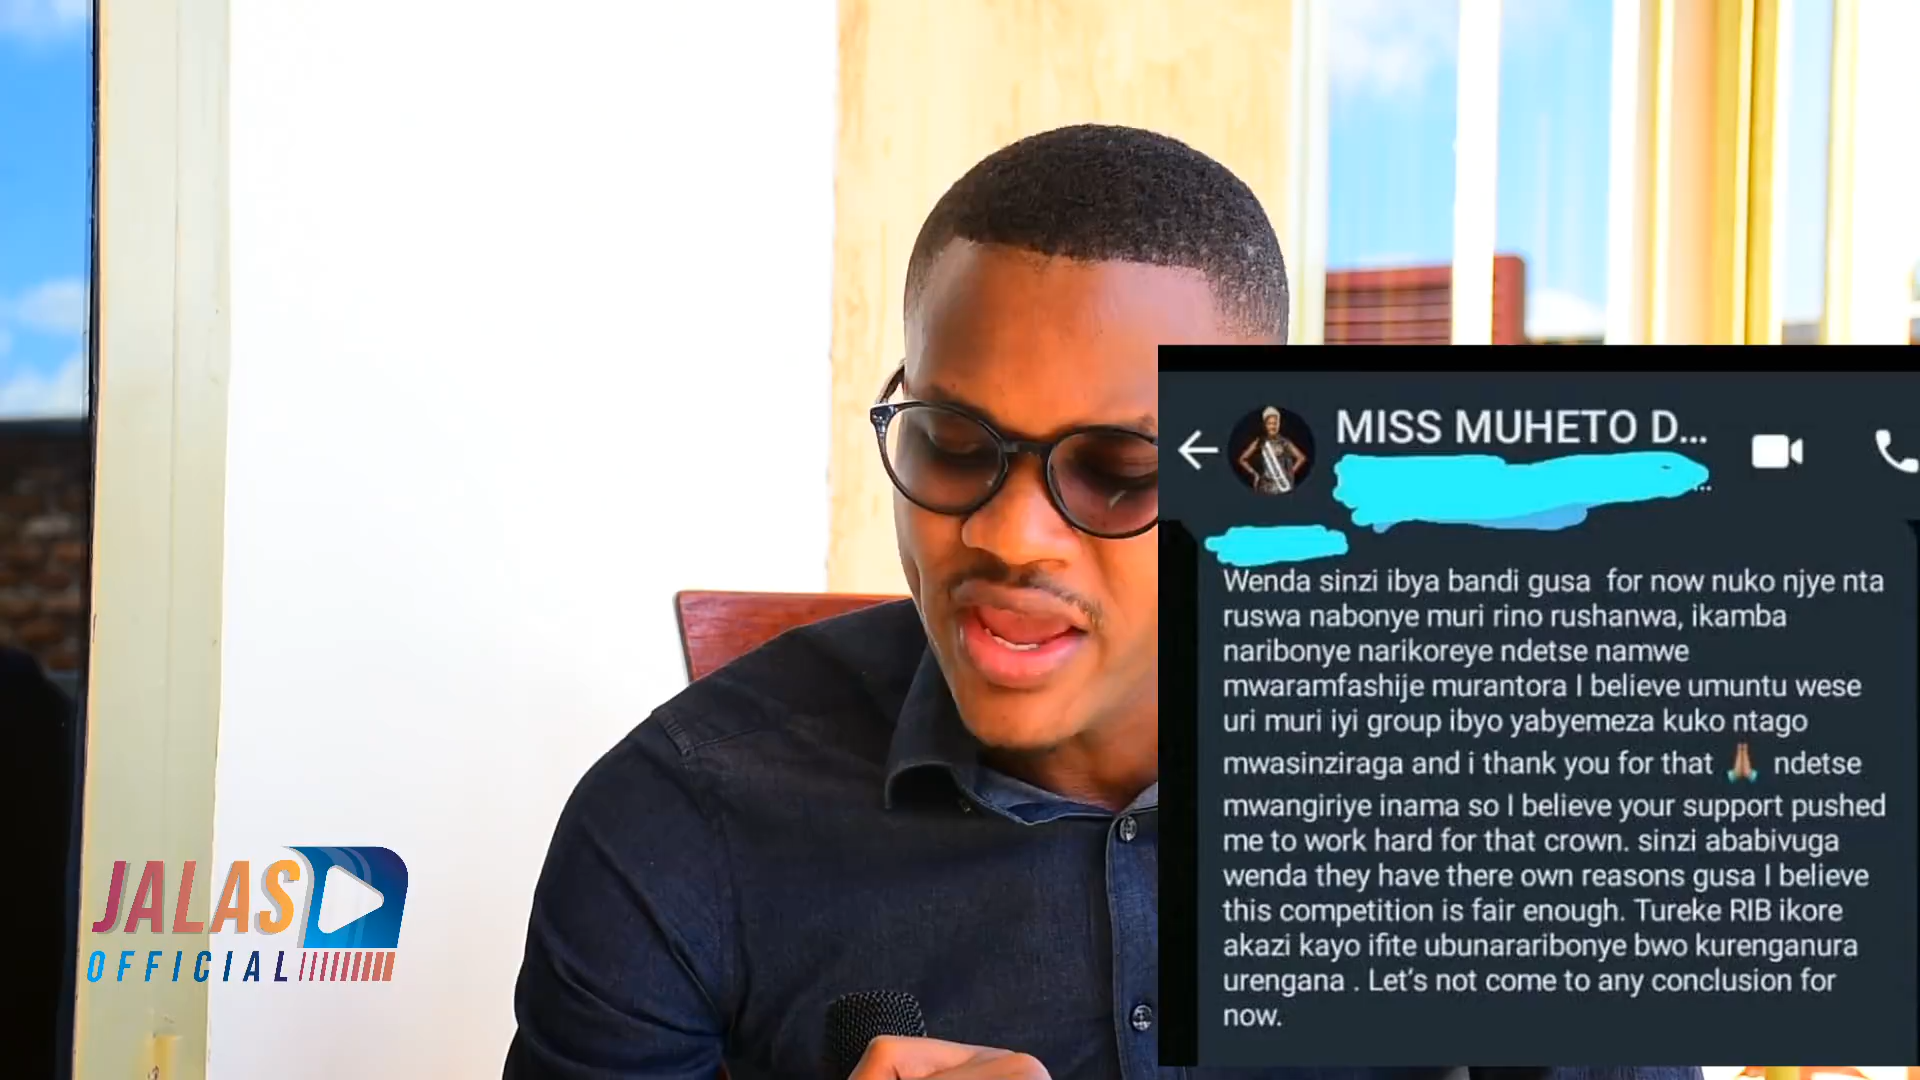 MISS MUHETO D...
Wenda sinzi ibya bandi gusa for now nuko njye nta
ruswa nabonye muri rino rushanwa, ikamba
naribonye narikoreye ndetse namwe
mwaramfashije murantora I believe umuntu wese
uri muri iyi group ibyo yabyemeza kuko ntago
mwasinziraga and i thank you for that 🙏🏽 ndetse
mwangiriye inama so I believe your support pushed
me to work hard for that crown. sinzi ababivuga
wenda they have there own reasons gusa I believe
this competition is fair enough. Tureke RIB ikore
akazi kayo ifite ubunararibonye bwo kurenganura
urengana . Let's not come to any conclusion for
now.
JALAS
OFFICIAL